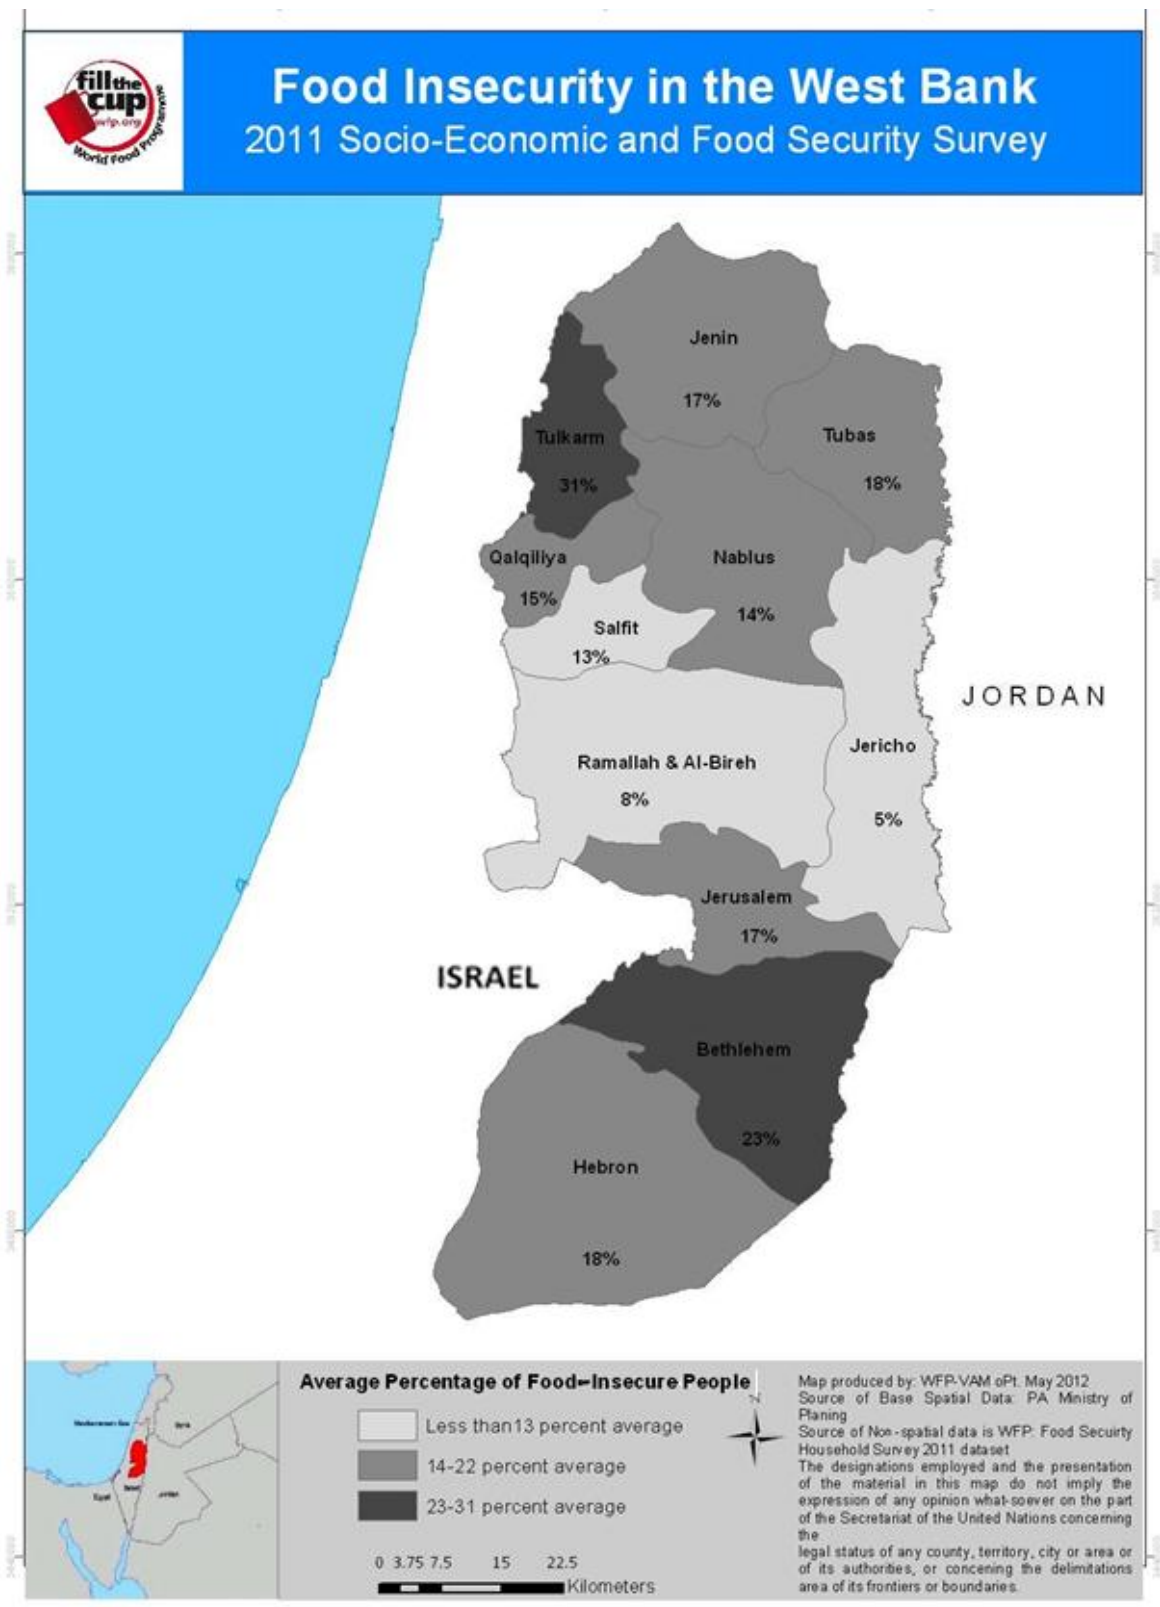 fill the
cup
wfp.org
World Food Programme
Food Insecurity in the West Bank
2011 Socio-Economic and Food Security Survey
Jenin
17%
Tulkarm
31%
Tubas
18%
Qalqiliya
15%
Nablus
14%
Salfit
13%
JORDAN
Ramallah & Al-Bireh
8%
Jericho
5%
Jerusalem
17%
ISRAEL
Bethlehem
23%
Hebron
18%
Mediterranean Sea
Syria
Israel
Egypt
Jordan
Average Percentage of Food-Insecure People
Less than13 percent average
14-22 percent average
23-31 percent average
0 3.75 7.5 15 22.5
Kilometers
N
Map produced by: WFP-VAM oPt. May 2012
Source of Base Spatial Data: PA Ministry of
Planing
Source of Non-spatial data is WFP: Food Secuirty
Household Survey 2011 dataset
The designations employed and the presentation
of the material in this map do not imply the
expression of any opinion what-soever on the part
of the Secretariat of the United Nations concerning
the
legal status of any county, territory, city or area or
of its authorities, or concening the delimitations
area of its frontiers or boundaries.